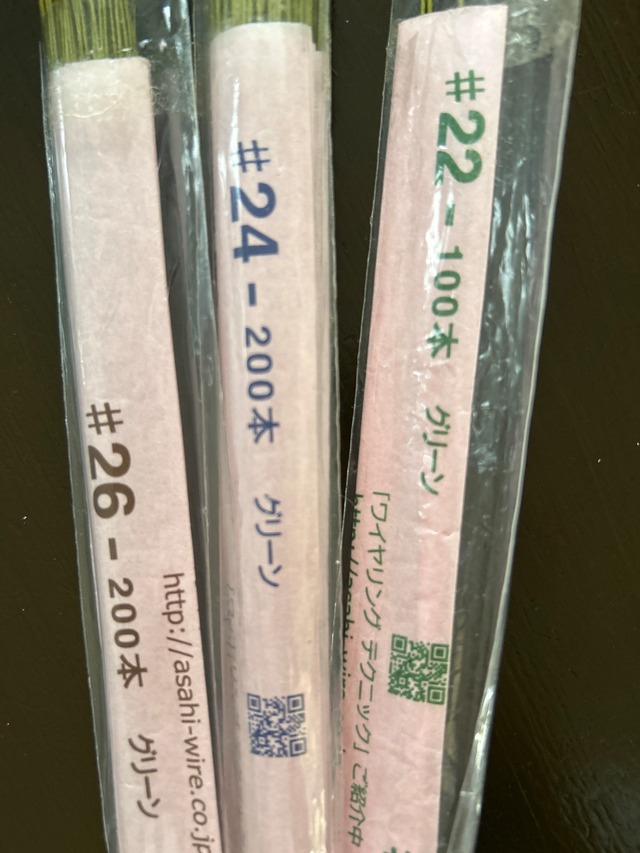 #26-200本 グリーン
http://asahi-wire.co.jp
#24-200本 グリーン
#22-100本 グリーン
「ワイヤリング テクニック」ご紹介中